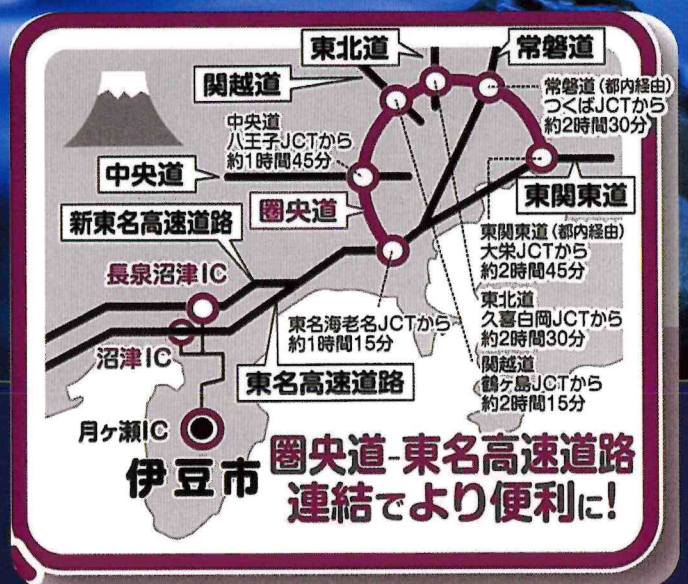 東北道
常磐道
関越道
常磐道(都内経由)
つくばJCTから
約2時間30分
中央道
八王子JCTから
約1時間45分
中央道
圏央道
東関東道
新東名高速道路
東関東道(都内経由)
大栄JCTから
約2時間45分
長泉沼津IC
東北道
久喜白岡JCTから
約2時間30分
東名海老名JCTから
約1時間15分
沼津IC
関越道
鶴ヶ島JCTから
約2時間15分
東名高速道路
月ヶ瀬IC
伊豆市
圏央道-東名高速道路
連結でより便利に!